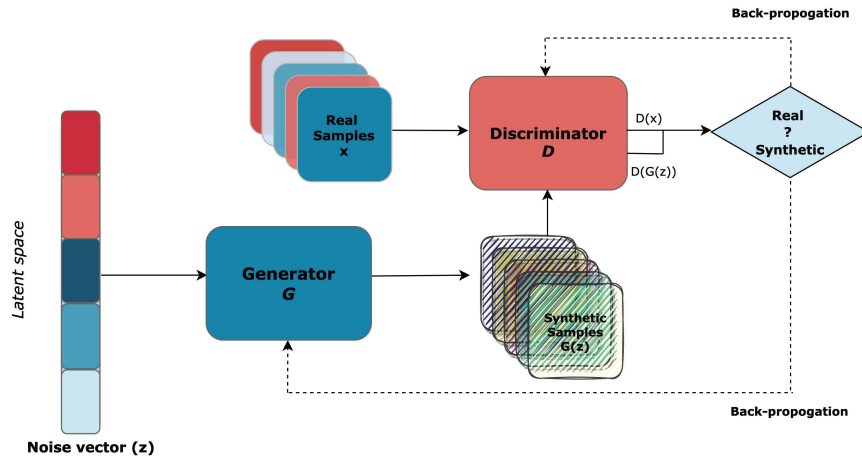 Back-propogation
Real
Samples
x
Discriminator
D
D(x)
D(G(z))
Real
?
Synthetic
Latent space
Generator
G
Synthetic
Samples
G(z)
Back-propogation
Noise vector (z)